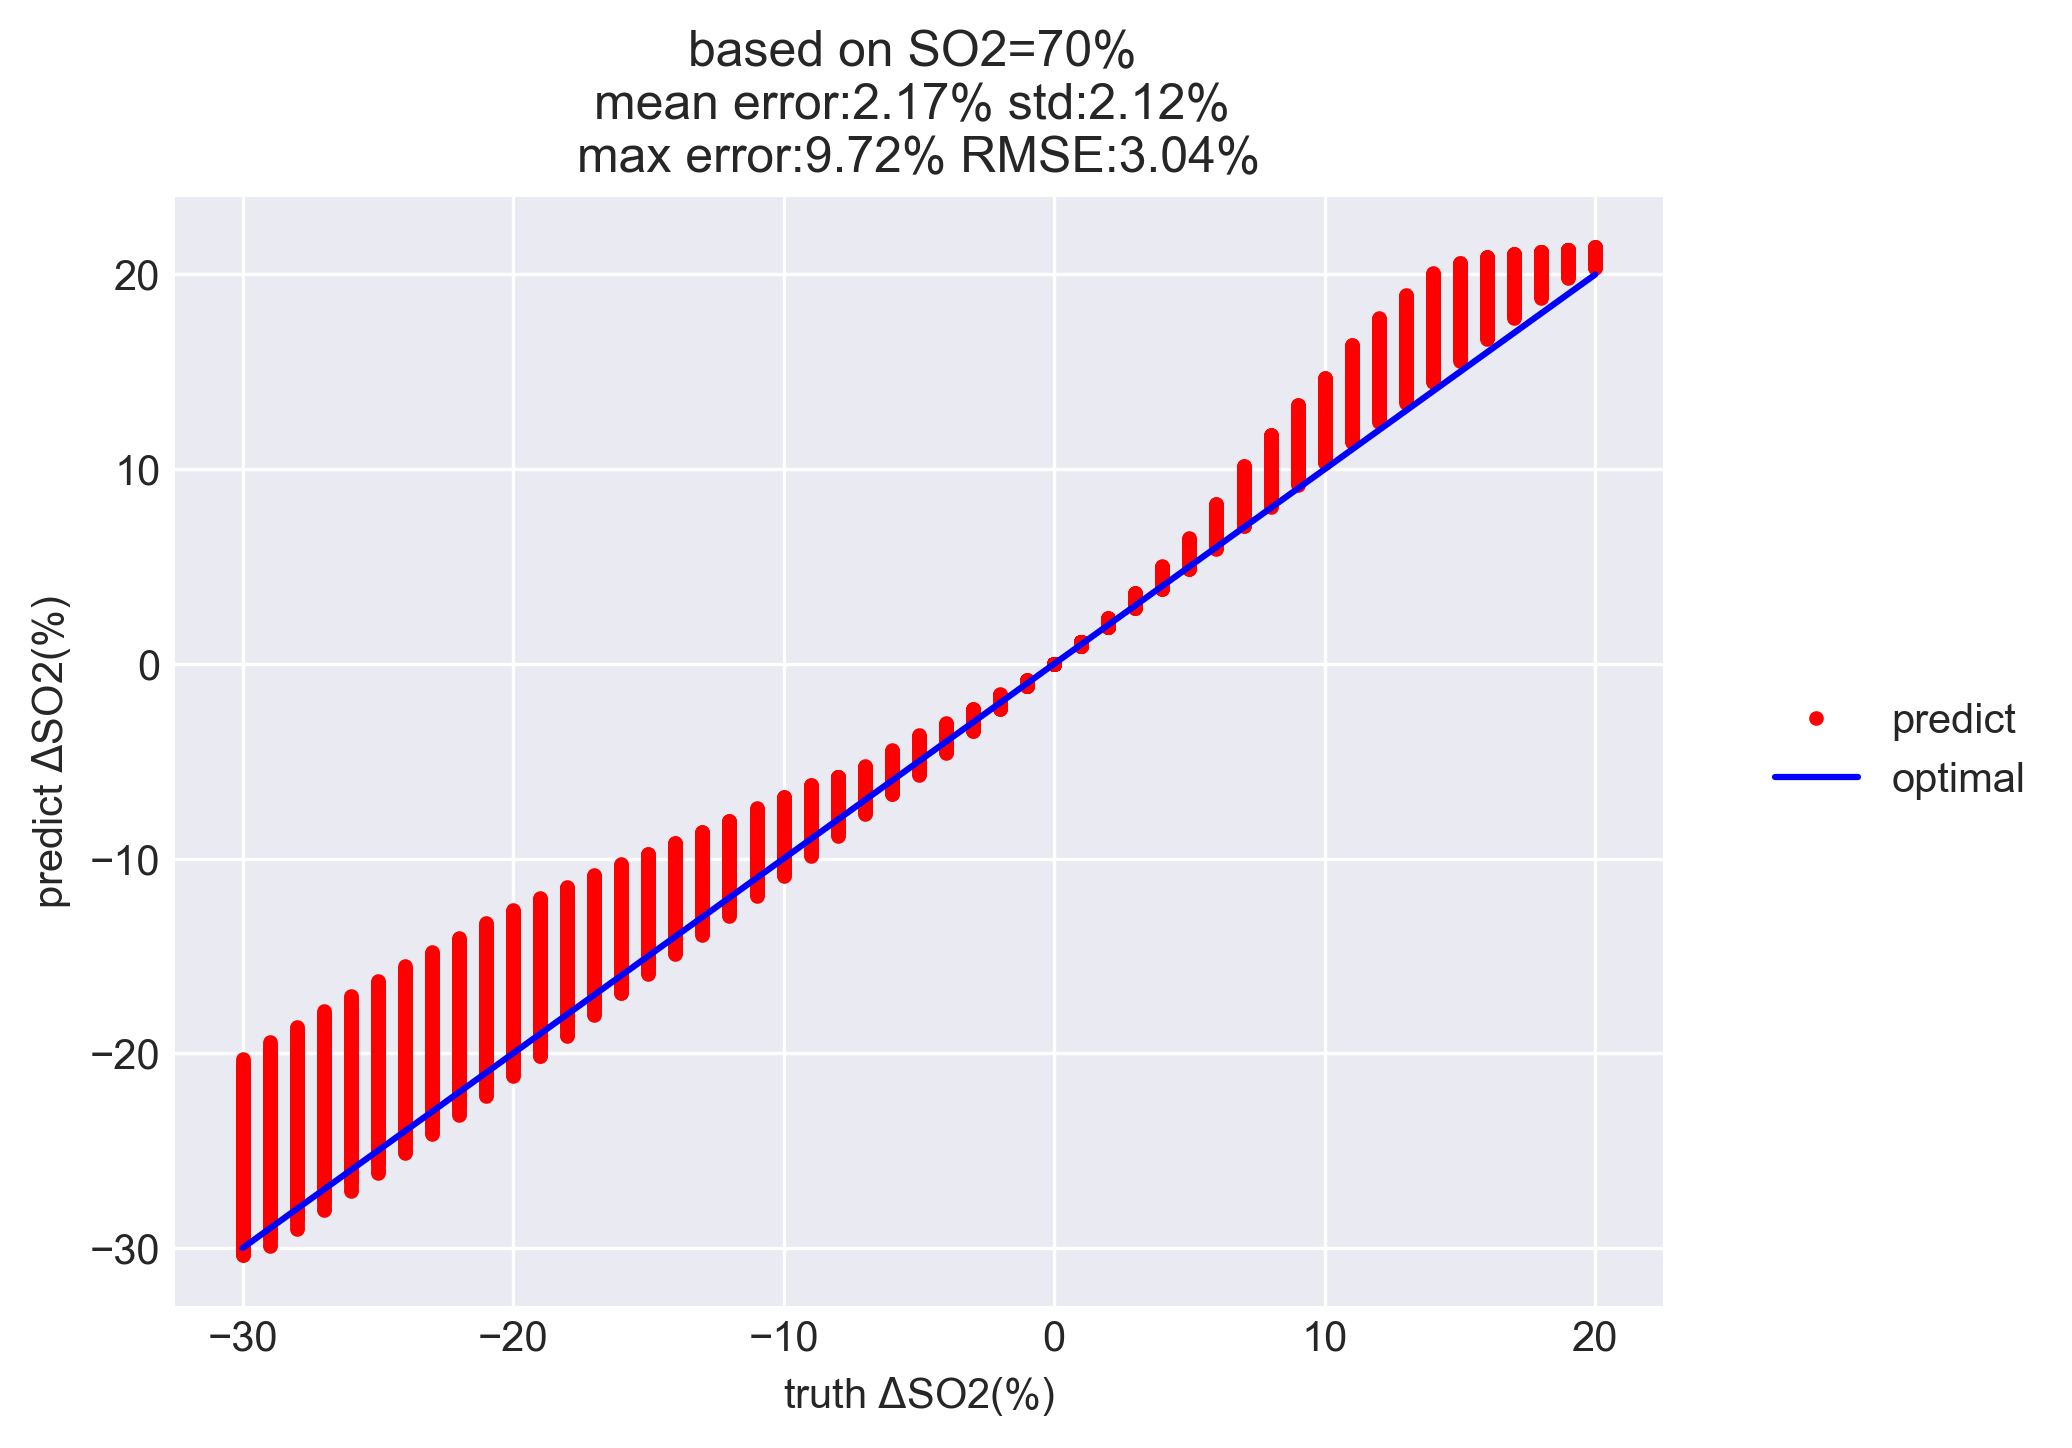 based on SO2=70%
mean error:2.17% std:2.12%
max error:9.72% RMSE:3.04%
predict ΔSO2(%)
20
10
0
−10
−20
−30
−30 −20 −10 0 10 20
truth ΔSO2(%)
predict
optimal